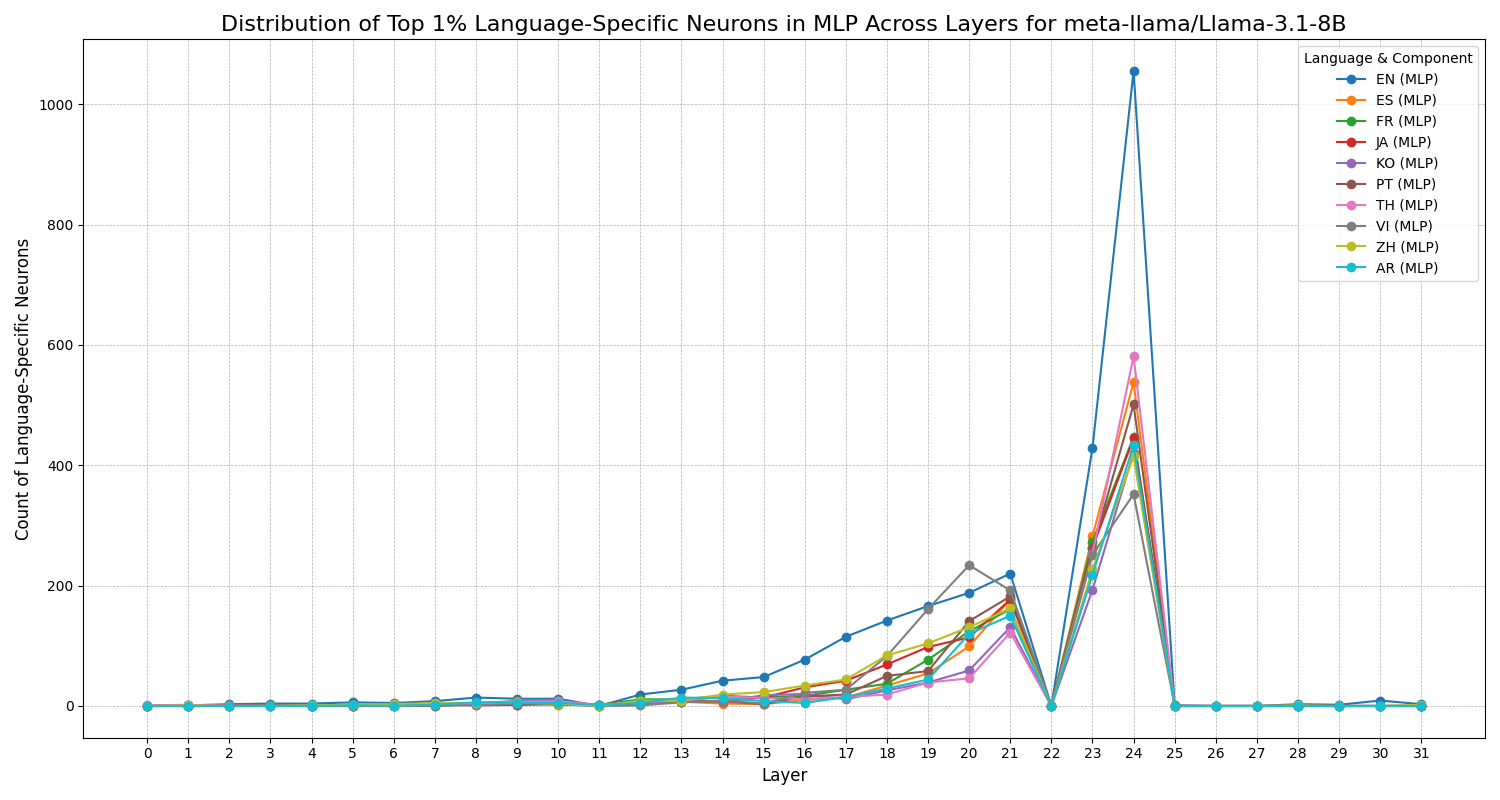 Distribution of Top 1% Language-Specific Neurons in MLP Across Layers for meta-llama/Llama-3.1-8B
Count of Language-Specific Neurons
1000
800
600
400
200
0
Language & Component
EN (MLP)
ES (MLP)
FR (MLP)
JA (MLP)
KO (MLP)
PT (MLP)
TH (MLP)
VI (MLP)
ZH (MLP)
AR (MLP)
0 1 2 3 4 5 6 7 8 9 10 11 12 13 14 15 16 17 18 19 20 21 22 23 24 25 26 27 28 29 30 31
Layer